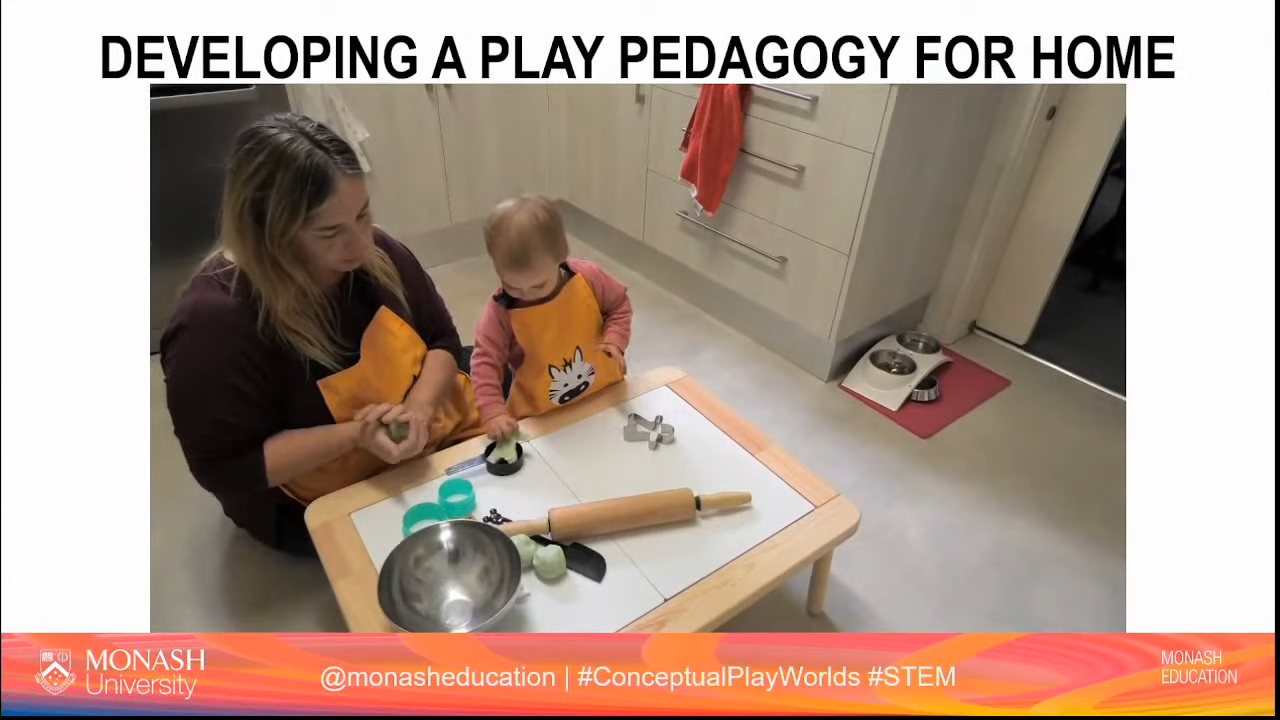 DEVELOPING A PLAY PEDAGOGY FOR HOME
MONASH
University
@monasheducation | #ConceptualPlayWorlds #STEM
MONASH
EDUCATION